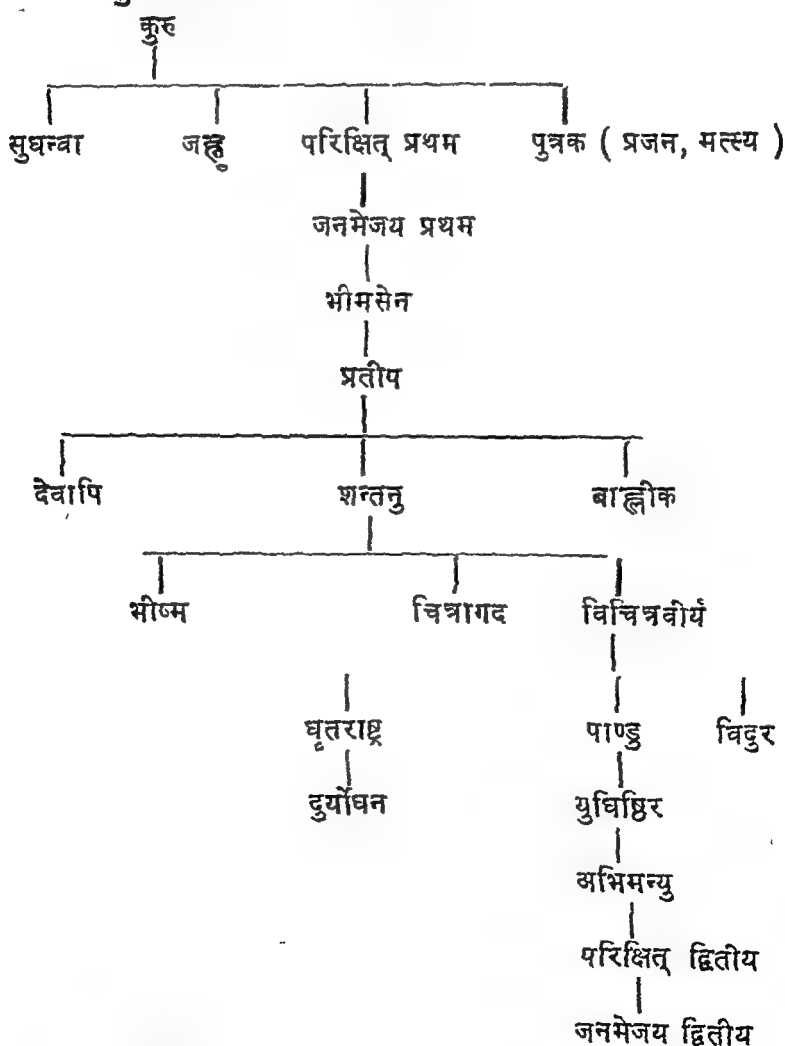 कुरु
सुधन्वा जह्नु परिक्षित् प्रथम पुत्रक ( प्रजन, मत्स्य )
जनमेजय प्रथम
भीमसेन
प्रतीप
देवापि शन्तनु बाह्लीक
भीष्म चित्रागद विचित्रवीर्य
धृतराष्ट्र पाण्डु विदुर
दुर्योधन युधिष्ठिर
अभिमन्यु
परिक्षित् द्वितीय
जनमेजय द्वितीय